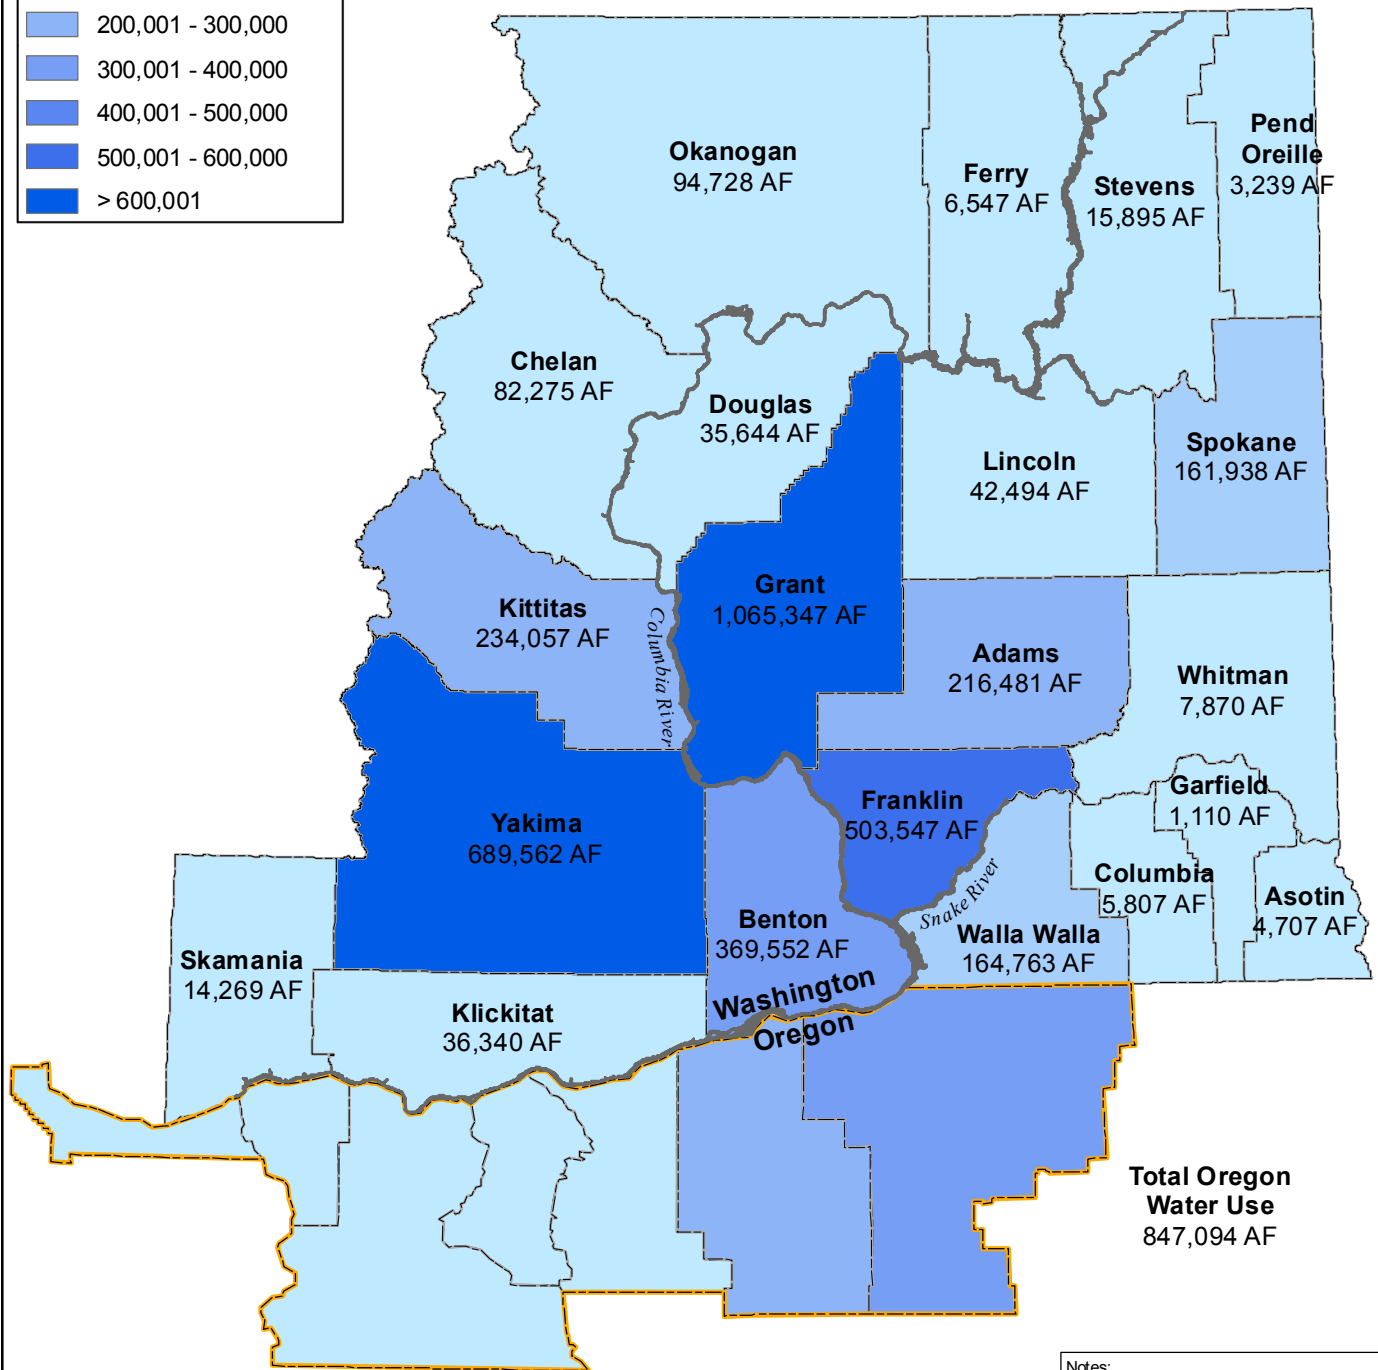 200,001 - 300,000
300,001 - 400,000
400,001 - 500,000
500,001 - 600,000
> 600,001
Okanogan
94,728 AF
Ferry
6,547 AF
Stevens
15,895 AF
Pend
Oreille
3,239 AF
Chelan
82,275 AF
Douglas
35,644 AF
Lincoln
42,494 AF
Spokane
161,938 AF
Kittitas
234,057 AF
Columbia River
Grant
1,065,347 AF
Adams
216,481 AF
Whitman
7,870 AF
Yakima
689,562 AF
Franklin
503,547 AF
Garfield
1,110 AF
Columbia
5,807 AF
Asotin
4,707 AF
Snake River
Benton
369,552 AF
Walla Walla
164,763 AF
Skamania
14,269 AF
Klickitat
36,340 AF
Washington
Oregon
Total Oregon
Water Use
847,094 AF
Notes: